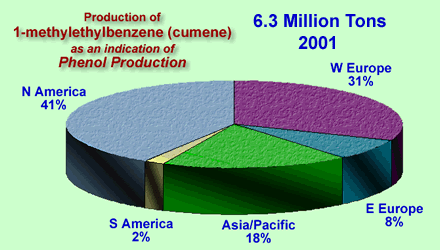 Production of
1-methylethylbenzene (cumene)
as an indication of
Phenol Production
6.3 Million Tons
2001
W Europe
31%
N America
41%
E Europe
8%
S America
2%
Asia/Pacific
18%